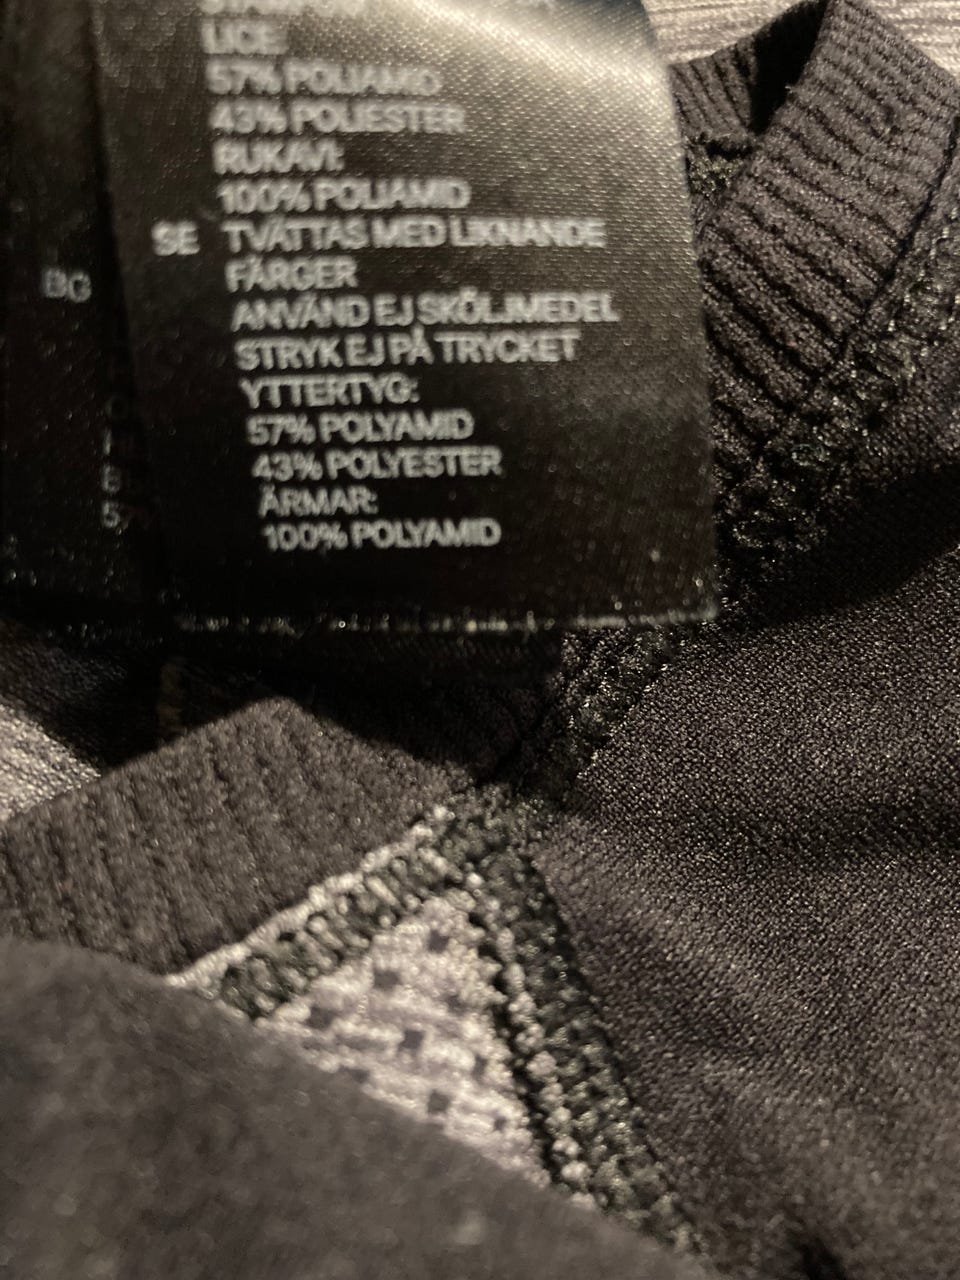 LICE:
57% POLIAMID
43% POLIESTER
RUKAVI:
100% POLIAMID
SE TVÄTTAS MED LIKNANDE
FÄRGER
BG
ANVÄND EJ SKÖLJMEDEL
STRYK EJ PÅ TRYCKET
YTTERTYG:
57% POLYAMID
43% POLYESTER
ÄRMAR:
100% POLYAMID